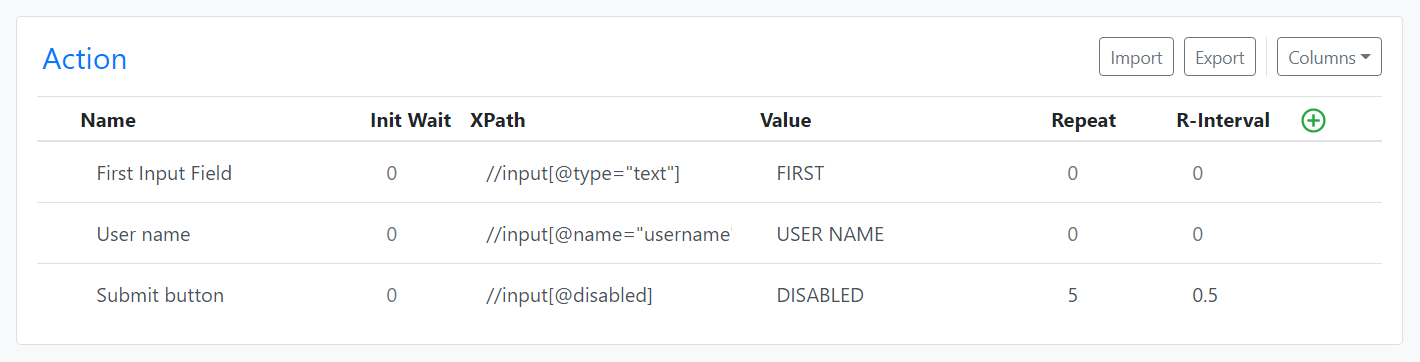 Action
Import Export Columns
Name Init Wait XPath Value Repeat R-Interval
First Input Field 0 //input[@type="text"] FIRST 0 0
User name 0 //input[@name="username" USER NAME 0 0
Submit button 0 //input[@disabled] DISABLED 5 0.5